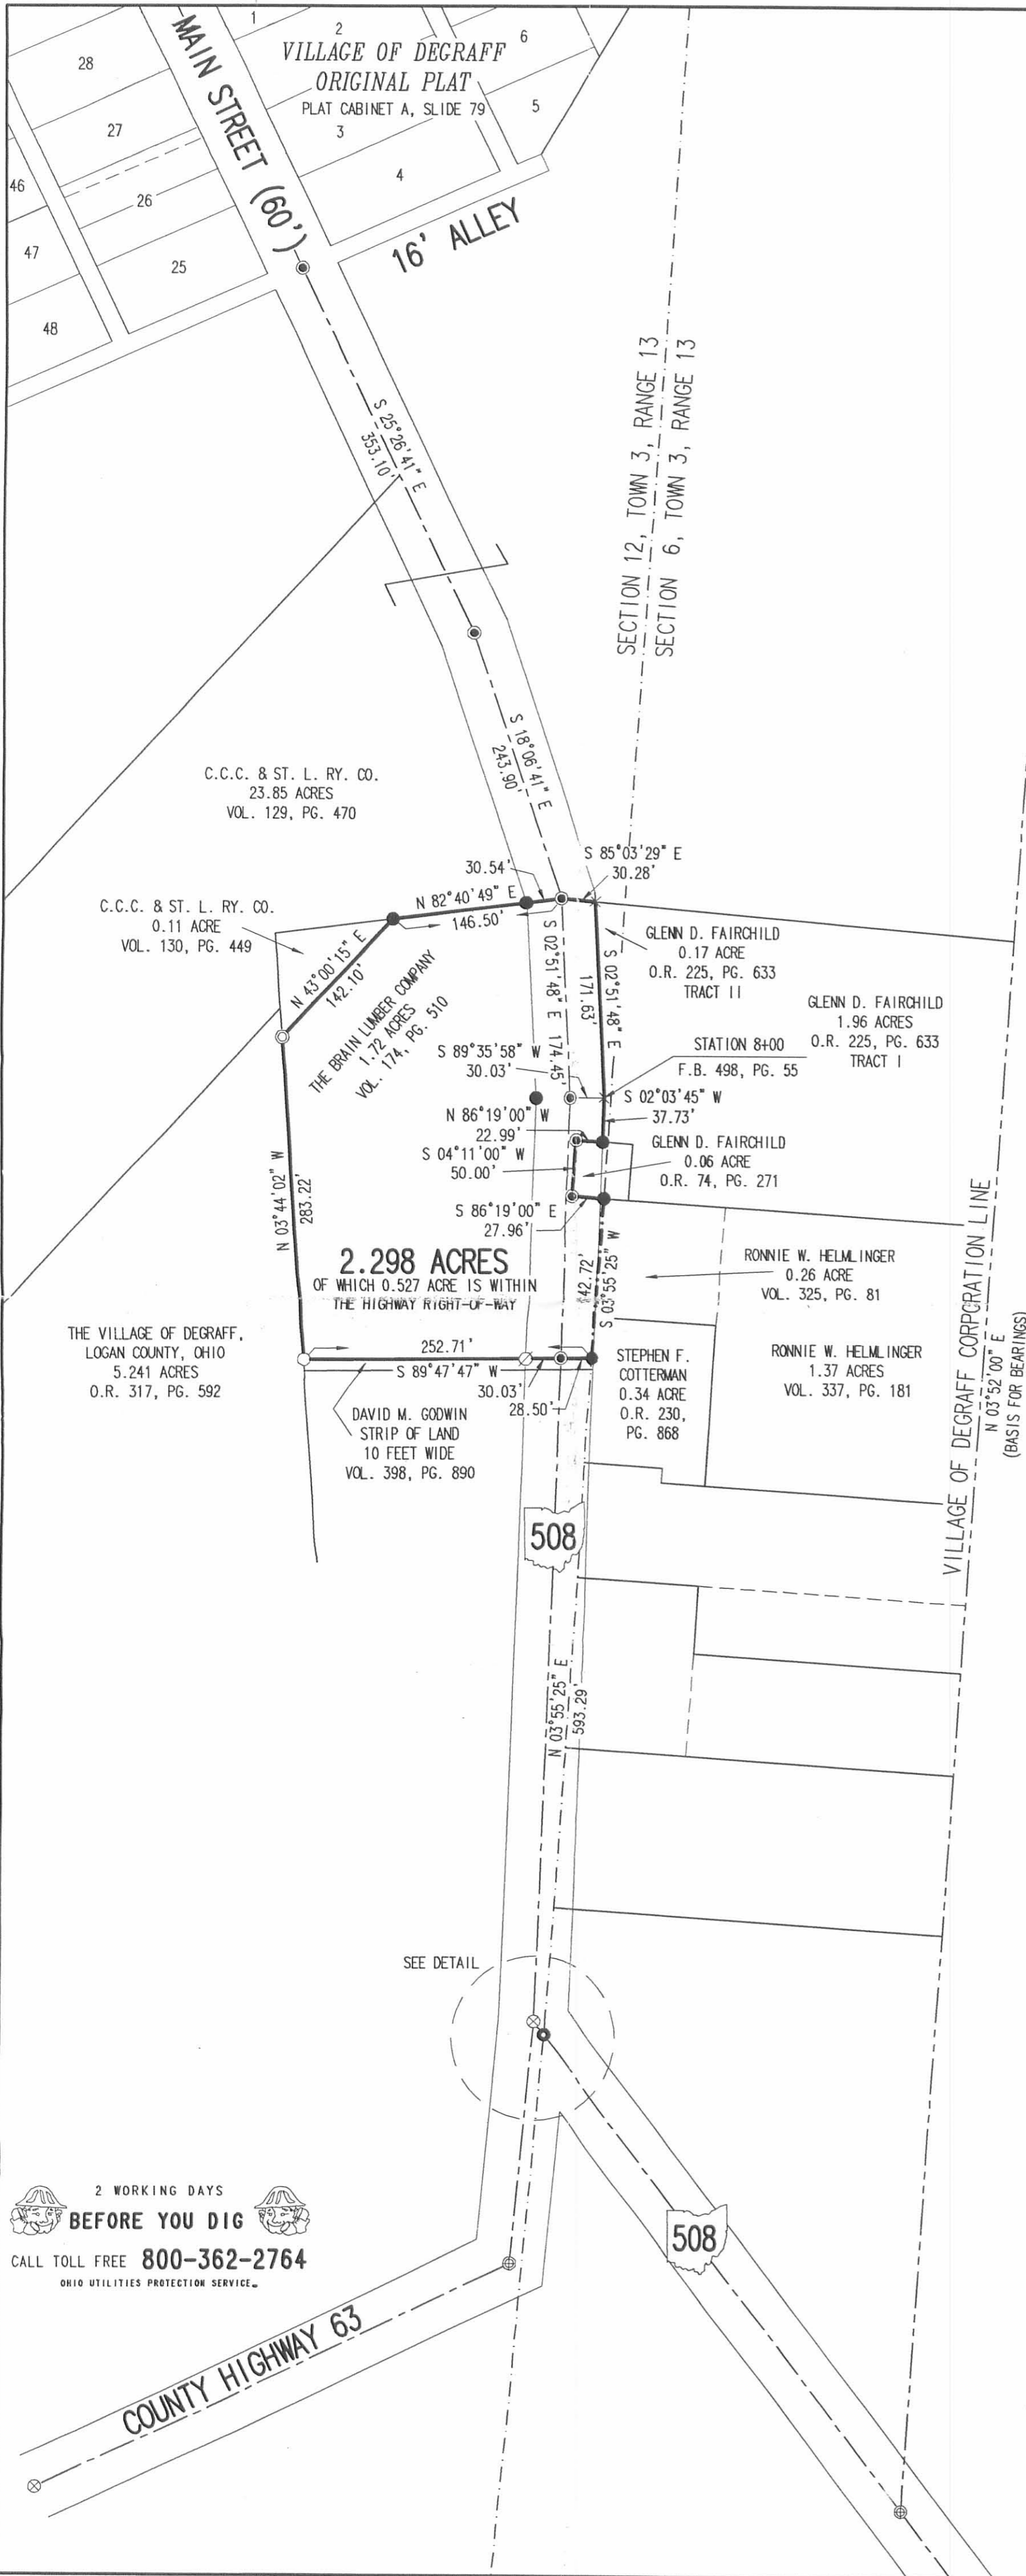 MAIN STREET (60')
1
2
6
28
VILLAGE OF DEGRAFF
ORIGINAL PLAT
PLAT CABINET A, SLIDE 79
5
27
3
4
46
26
16' ALLEY
47
25
48
SECTION 12, TOWN 3, RANGE 13
SECTION 6, TOWN 3, RANGE 13
S 25°26'41" E
353.10'
S 18°06'41" E
243.90'
C.C.C. & ST. L. RY. CO.
23.85 ACRES
VOL. 129, PG. 470
S 85°03'29" E
30.28'
30.54'
N 82°40'49" E
146.50'
C.C.C. & ST. L. RY. CO.
0.11 ACRE
VOL. 130, PG. 449
N 43°00'15" E
142.10'
THE BRAIN LUMBER COMPANY
1.72 ACRES
VOL. 174, PG. 510
S 02°51'48" E 174.45'
171.63'
S 02°51'48" E
GLENN D. FAIRCHILD
0.17 ACRE
O.R. 225, PG. 633
TRACT II
GLENN D. FAIRCHILD
1.96 ACRES
O.R. 225, PG. 633
TRACT I
STATION 8+00
F.B. 498, PG. 55
S 89°35'58" W
30.03'
S 02°03'45" W
37.73'
N 86°19'00" W
22.99'
S 04°11'00" W
50.00'
GLENN D. FAIRCHILD
0.06 ACRE
O.R. 74, PG. 271
S 86°19'00" E
27.96'
N 03°44'02" W
283.22'
2.298 ACRES
OF WHICH 0.527 ACRE IS WITHIN
THE HIGHWAY RIGHT-OF-WAY
142.72'
S 03°55'25" W
RONNIE W. HELMLINGER
0.26 ACRE
VOL. 325, PG. 81
THE VILLAGE OF DEGRAFF,
LOGAN COUNTY, OHIO
5.241 ACRES
O.R. 317, PG. 592
252.71'
S 89°47'47" W
30.03'
28.50'
STEPHEN F.
COTTERMAN
0.34 ACRE
O.R. 230,
PG. 868
RONNIE W. HELMLINGER
1.37 ACRES
VOL. 337, PG. 181
DAVID M. GODWIN
STRIP OF LAND
10 FEET WIDE
VOL. 398, PG. 890
VILLAGE OF DEGRAFF CORPORATION LINE
N 03°52'00" E
(BASIS FOR BEARINGS)
508
N 03°55'25" E
593.29'
SEE DETAIL
2 WORKING DAYS
BEFORE YOU DIG
CALL TOLL FREE 800-362-2764
OHIO UTILITIES PROTECTION SERVICE.
508
COUNTY HIGHWAY 63